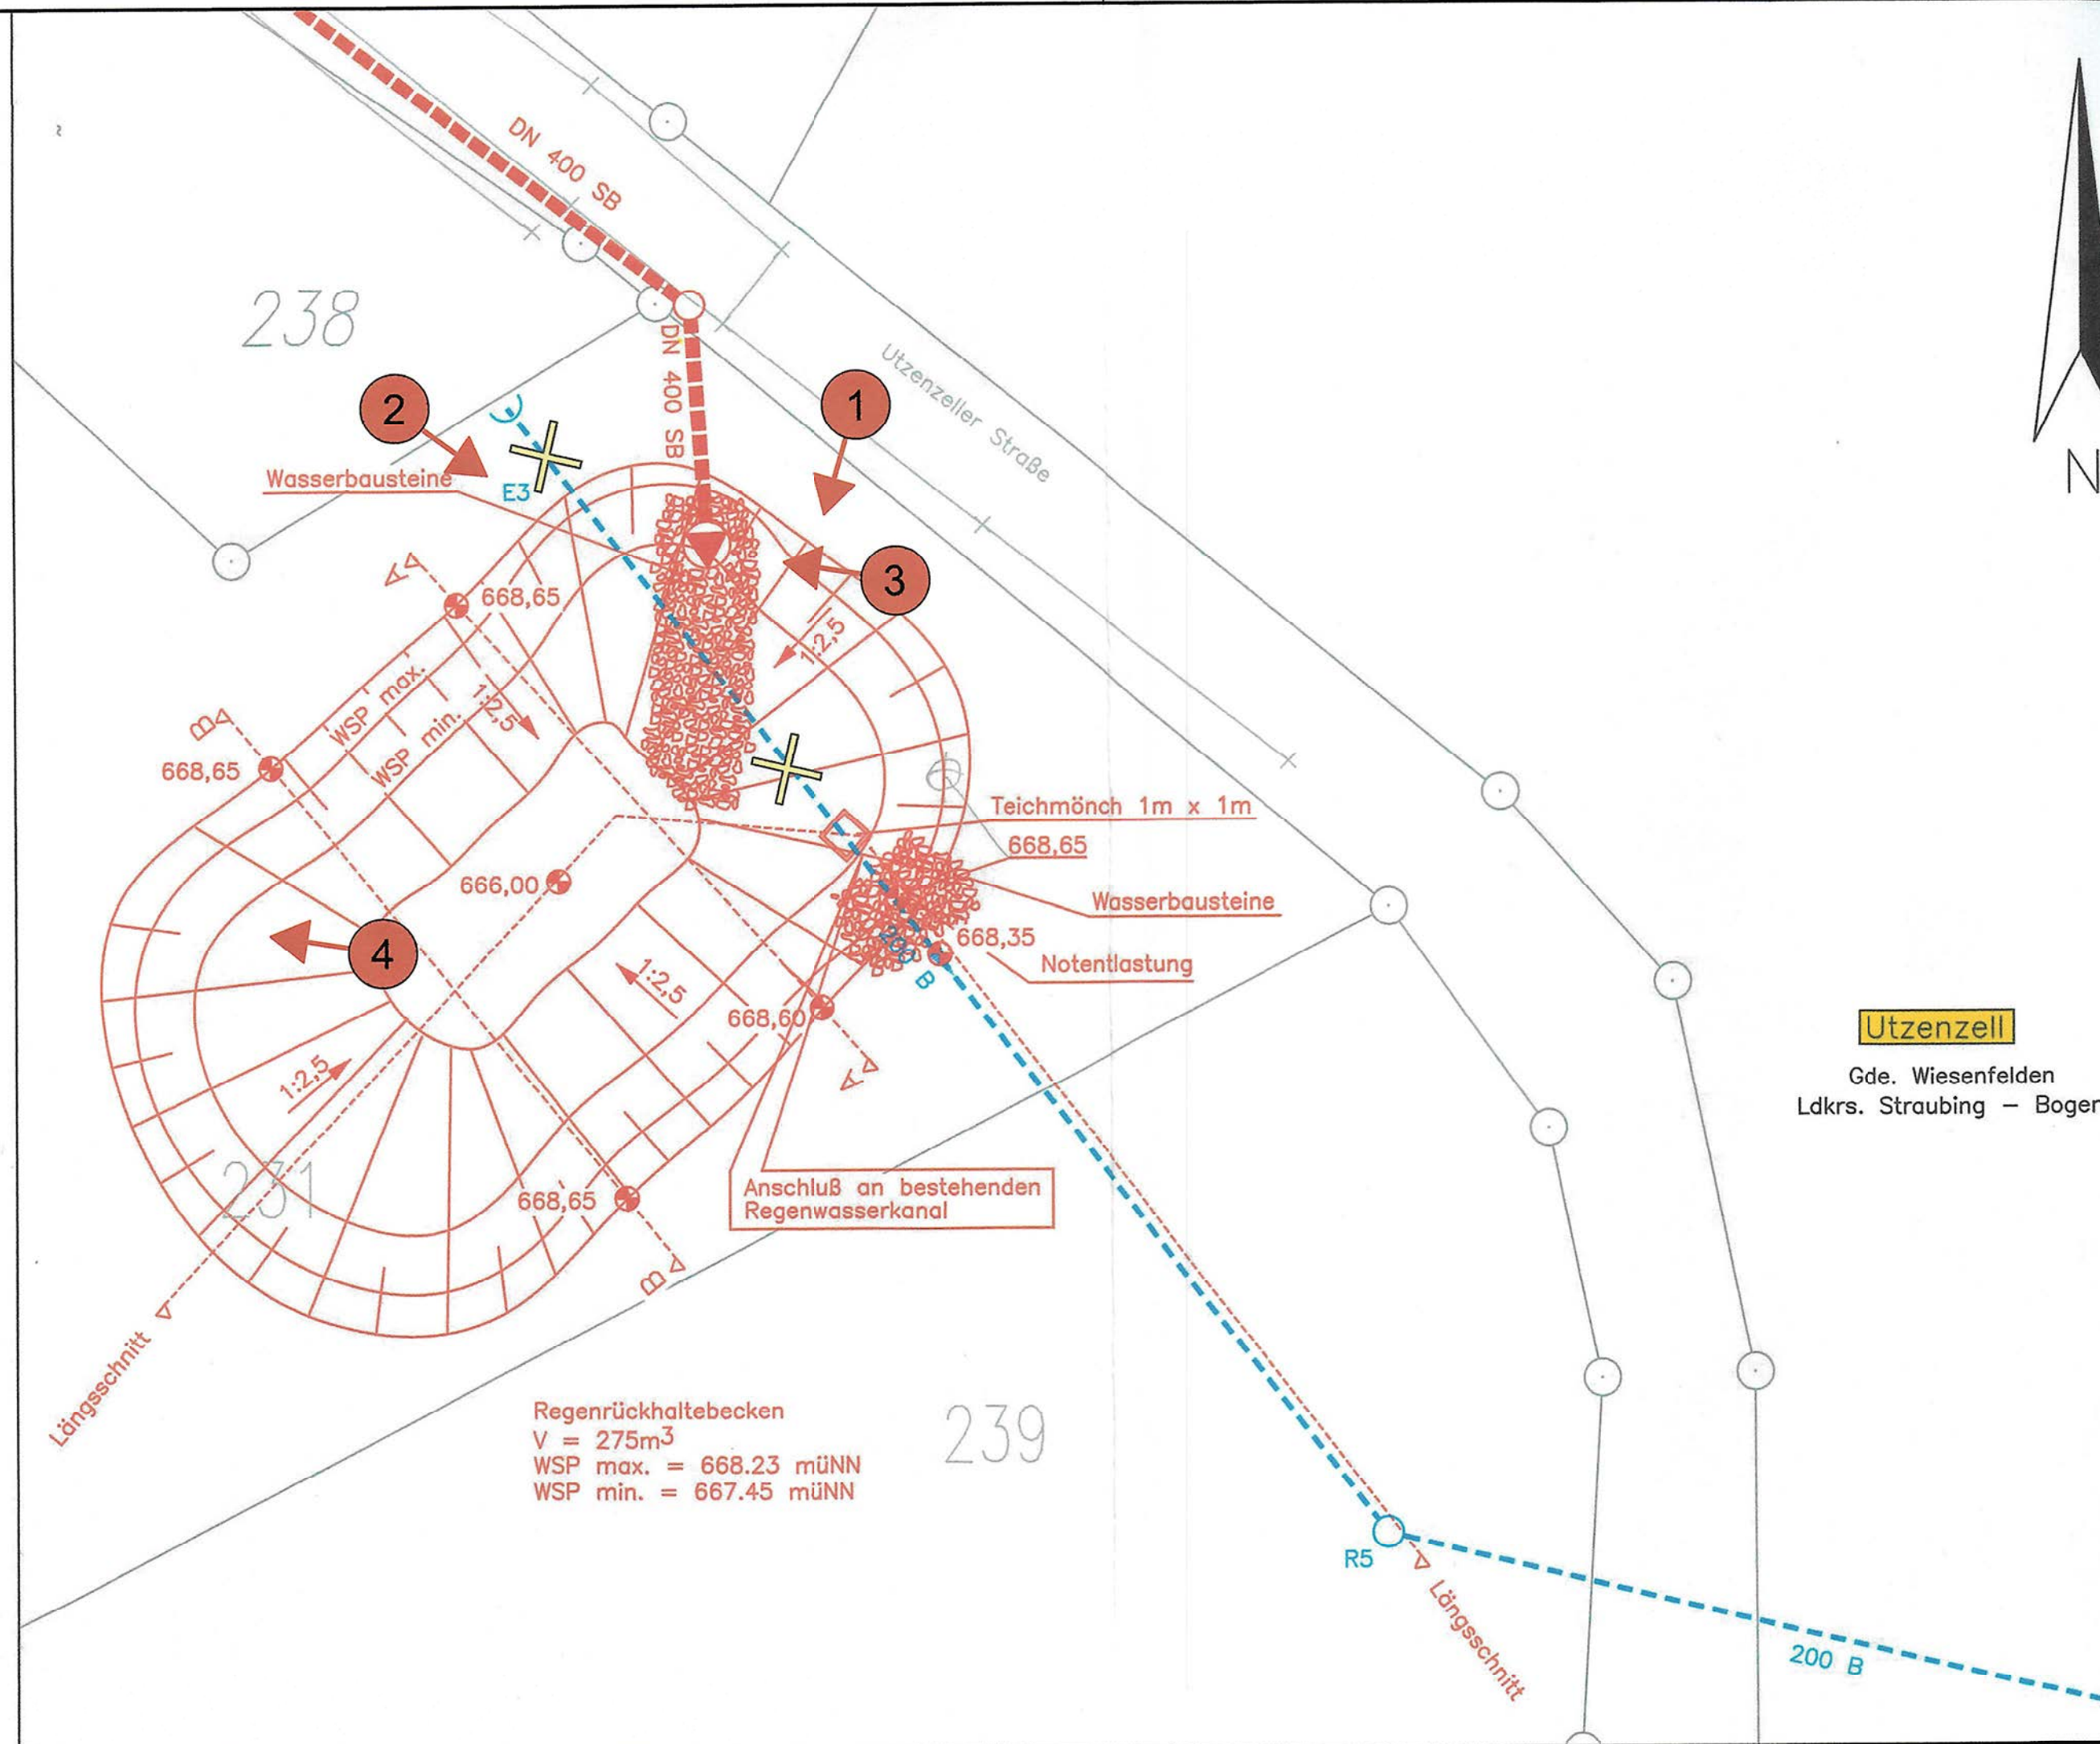 DN 400 SB
238
DN 400 SB
Utzenzeller Straße
1
2
N
Wasserbausteine
E3
3
A
668,65
1:2,5
WSP max.
WSP min.
1:2,5
B
668,65
Teichmönch 1m x 1m
668,65
666,00
Wasserbausteine
668,35
200 B
Notentlastung
4
1:2,5
668,60
Utzenzell
Gde. Wiesenfelden
Ldkrs. Straubing – Bogen
A
1:2,5
231
668,65
Anschluß an bestehenden
Regenwasserkanal
B
Längsschnitt
Regenrückhaltebecken
V = 275m³
WSP max. = 668.23 müNN
WSP min. = 667.45 müNN
239
R5
Längsschnitt
200 B